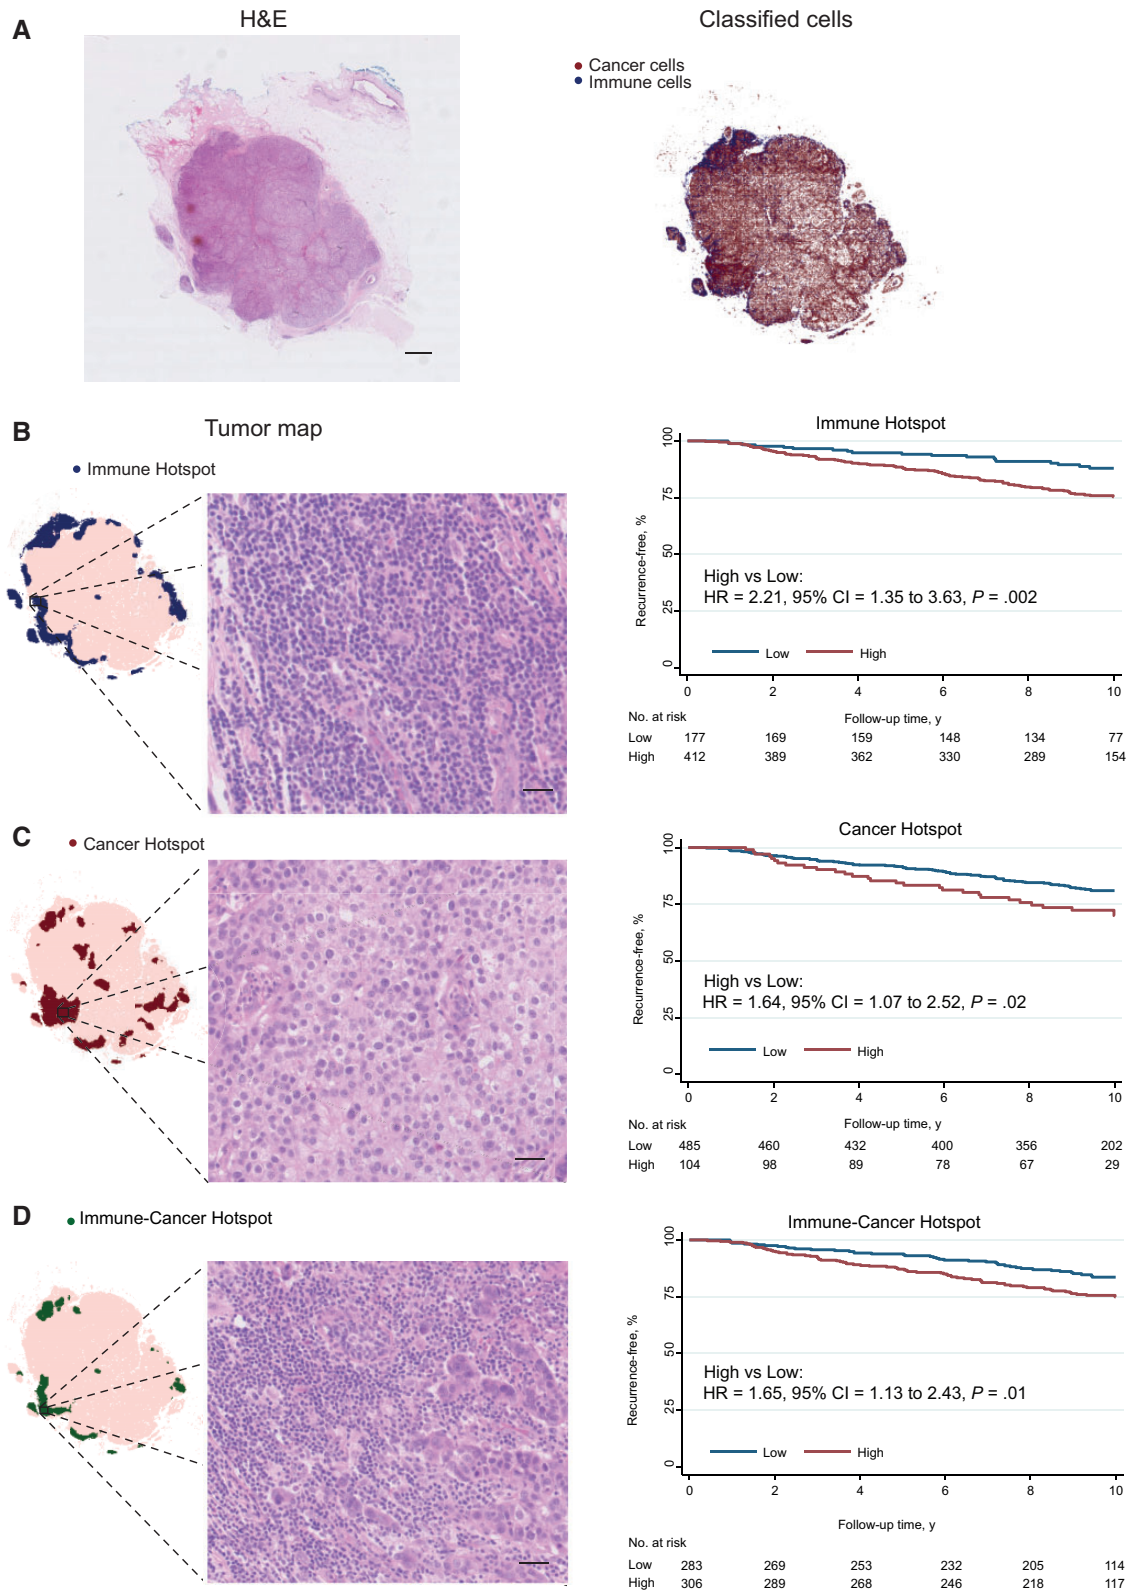 A
H&E
Classified cells
Cancer cells
Immune cells
B
Tumor map
Immune Hotspot
Immune Hotspot
Recurrence-free, %
100
75
50
25
0
High vs Low:
HR = 2.21, 95% CI = 1.35 to 3.63, P = .002
Low High
0 2 4 6 8 10
No. at risk
Follow-up time, y
Low 177 169 159 148 134 77
High 412 389 362 330 289 154
C
Cancer Hotspot
Cancer Hotspot
Recurrence-free, %
100
75
50
25
0
High vs Low:
HR = 1.64, 95% CI = 1.07 to 2.52, P = .02
Low High
0 2 4 6 8 10
No. at risk
Follow-up time, y
Low 485 460 432 400 356 202
High 104 98 89 78 67 29
D
Immune-Cancer Hotspot
Immune-Cancer Hotspot
Recurrence-free, %
100
75
50
25
0
High vs Low:
HR = 1.65, 95% CI = 1.13 to 2.43, P = .01
Low High
0 2 4 6 8 10
Follow-up time, y
No. at risk
Low 283 269 253 232 205 114
High 306 289 268 246 218 117